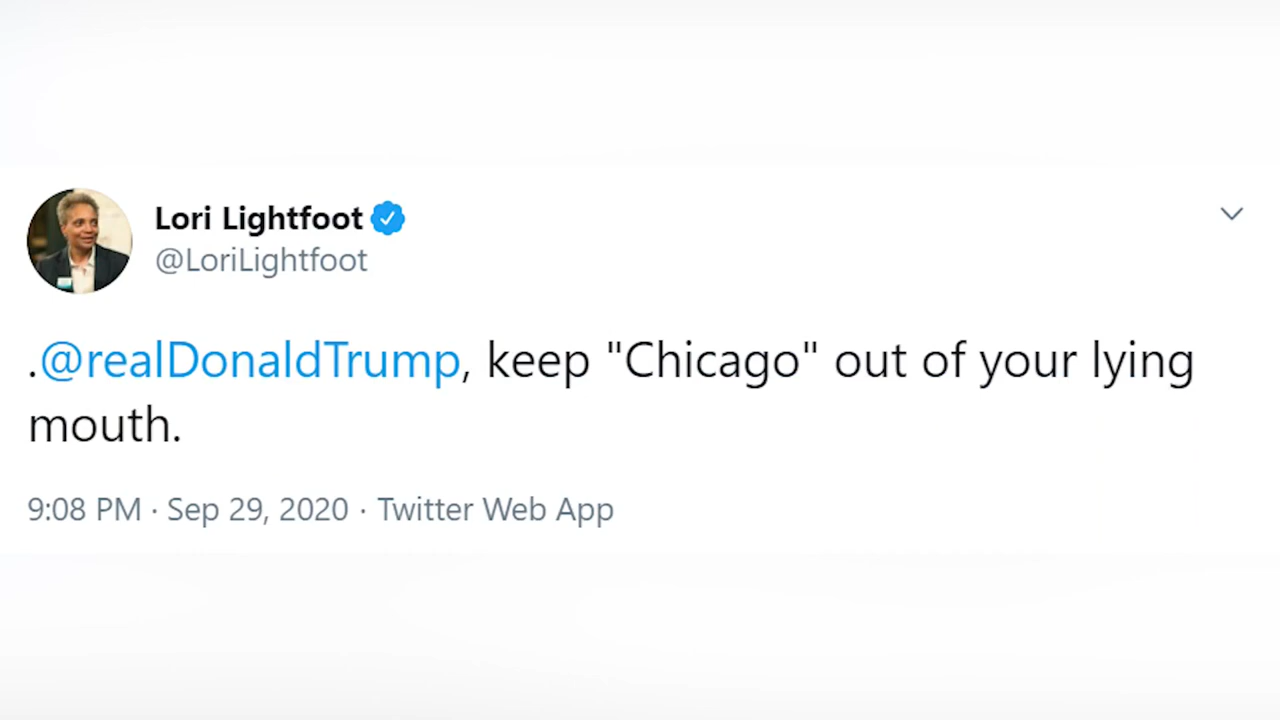 Lori Lightfoot
@LoriLightfoot
.@realDonaldTrump, keep "Chicago" out of your lying
mouth.
9:08 PM · Sep 29, 2020 · Twitter Web App